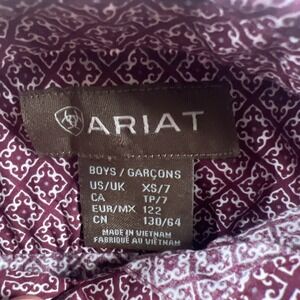 ARIAT
BOYS / GARÇONS
US/UK XS/7
CA TP/7
EUR/MX 122
CN 130/64
MADE IN VIETNAM
FABRIQUÉ AU VIÊTNAM